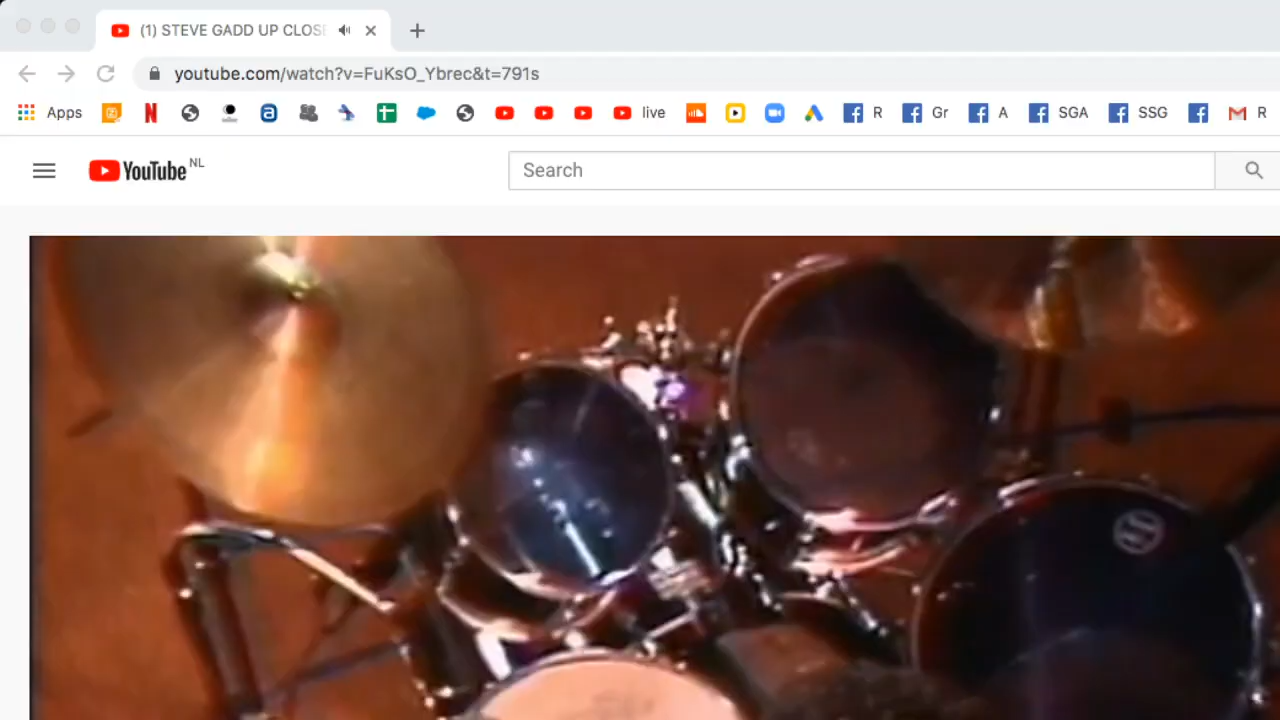 (1) STEVE GADD UP CLOS
youtube.com/watch?v=FuKsO_Ybrec&t=791s
Apps live R Gr A SGA SSG R
YouTube NL
Search